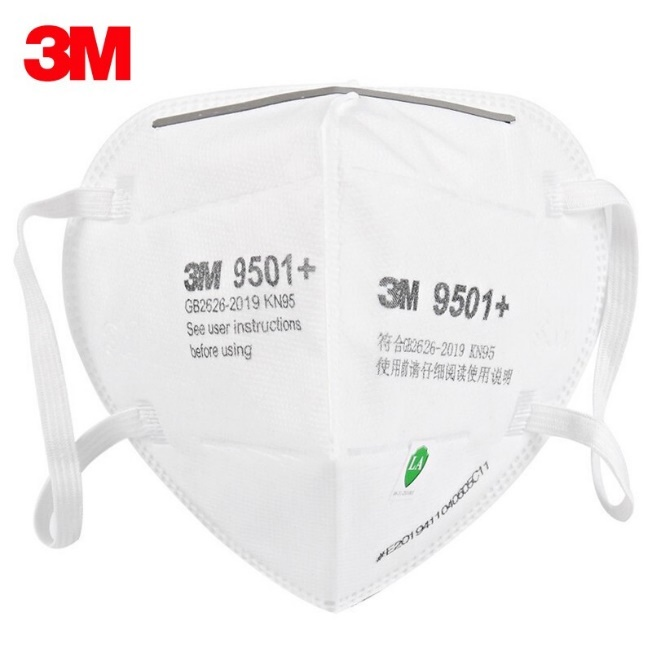 3M
3M 9501+
GB2626-2019 KN95
See user instructions
before using
3M 9501+
符合GB2626-2019 KN95
使用前请仔细阅读使用说明
LA